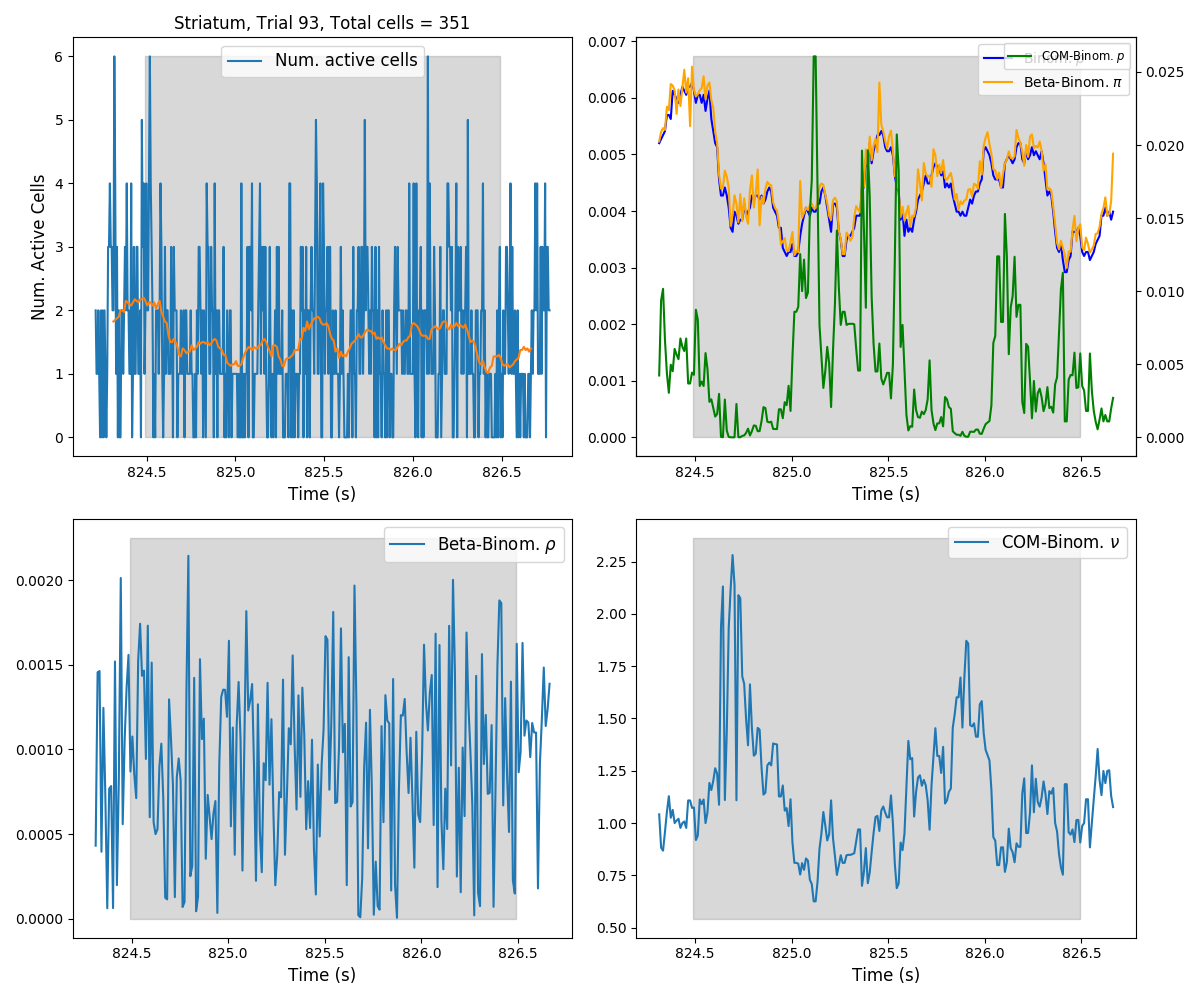 Striatum, Trial 93, Total cells = 351
Num. active cells
Num. Active Cells
6
5
4
3
2
1
0
824.5 825.0 825.5 826.0 826.5
Time (s)
COM-Binom. p
Beta-Binom. π
0.007
0.006
0.005
0.004
0.003
0.002
0.001
0.000
0.025
0.020
0.015
0.010
0.005
0.000
824.5 825.0 825.5 826.0 826.5
Time (s)
Beta-Binom. ρ
0.0020
0.0015
0.0010
0.0005
0.0000
824.5 825.0 825.5 826.0 826.5
Time (s)
COM-Binom. ν
2.25
2.00
1.75
1.50
1.25
1.00
0.75
0.50
824.5 825.0 825.5 826.0 826.5
Time (s)